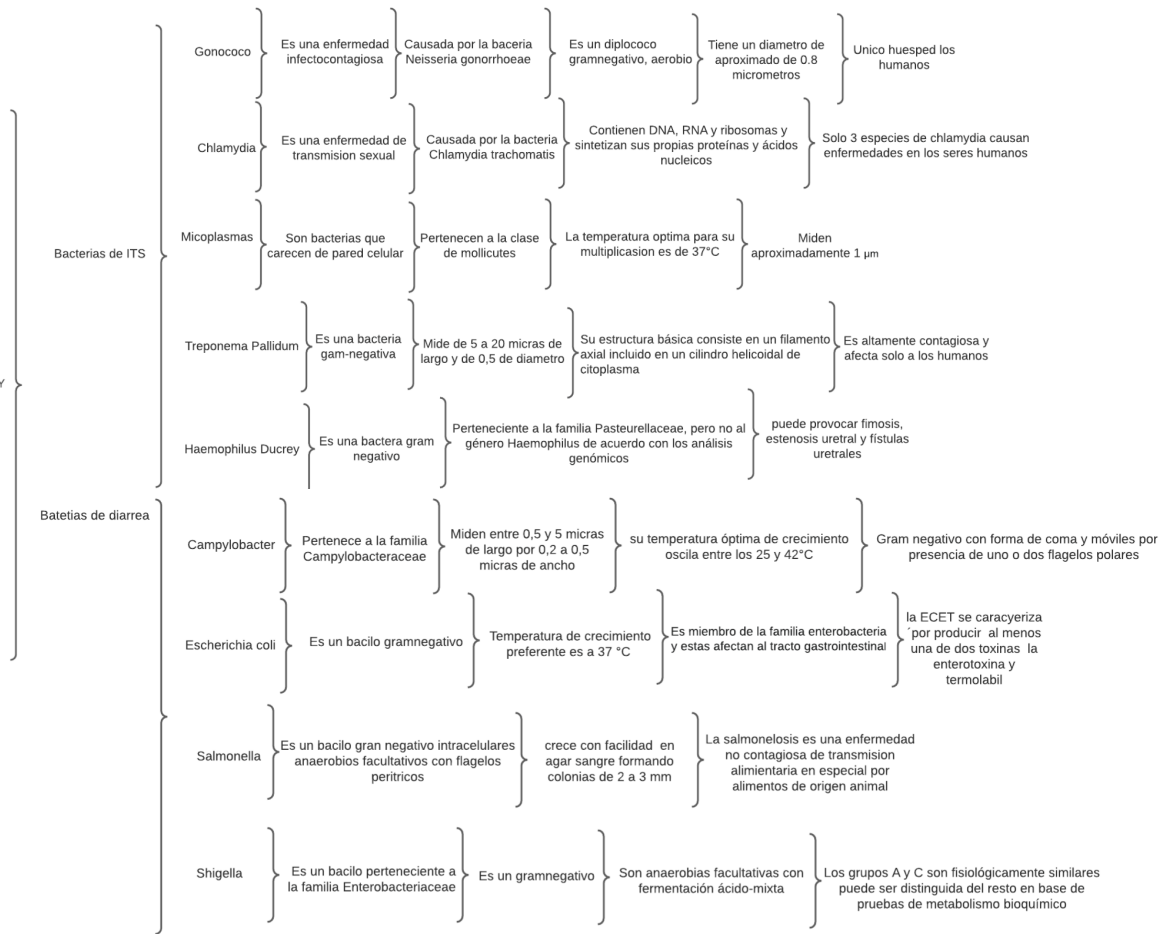 Y
Bacterias de ITS
Gonococo
Es una enfermedad
infectocontagiosa
Causada por la baceria
Neisseria gonorrhoeae
Es un diplococo
gramnegativo, aerobio
Tiene un diametro de
aproximado de 0.8
micrometros
Unico huesped los
humanos
Chlamydia
Es una enfermedad de
transmision sexual
Causada por la bacteria
Chlamydia trachomatis
Contienen DNA, RNA y ribosomas y
sintetizan sus propias proteínas y ácidos
nucleicos
Solo 3 especies de chlamydia causan
enfermedades en los seres humanos
Micoplasmas
Son bacterias que
carecen de pared celular
Pertenecen a la clase
de mollicutes
La temperatura optima para su
multiplicasion es de 37°C
Miden
aproximadamente 1 μm
Treponema Pallidum
Es una bacteria
gam-negativa
Mide de 5 a 20 micras de
largo y de 0,5 de diametro
Su estructura básica consiste en un filamento
axial incluido en un cilindro helicoidal de
citoplasma
Es altamente contagiosa y
afecta solo a los humanos
Haemophilus Ducrey
Es una bactera gram
negativo
Perteneciente a la familia Pasteurellaceae, pero no al
género Haemophilus de acuerdo con los análisis
genómicos
puede provocar fimosis,
estenosis uretral y fístulas
uretrales
Batetias de diarrea
Campylobacter
Pertenece a la familia
Campylobacteraceae
Miden entre 0,5 y 5 micras
de largo por 0,2 a 0,5
micras de ancho
su temperatura óptima de crecimiento
oscila entre los 25 y 42°C
Gram negativo con forma de coma y móviles por
presencia de uno o dos flagelos polares
Escherichia coli
Es un bacilo gramnegativo
Temperatura de crecimiento
preferente es a 37 °C
Es miembro de la familia enterobacteria
y estas afectan al tracto gastrointestinal
la ECET se caracyeriza
´por producir al menos
una de dos toxinas la
enterotoxina y
termolabil
Salmonella
Es un bacilo gran negativo intracelulares
anaerobios facultativos con flagelos
peritricos
crece con facilidad en
agar sangre formando
colonias de 2 a 3 mm
La salmonelosis es una enfermedad
no contagiosa de transmision
alimentaria en especial por
alimentos de origen animal
Shigella
Es un bacilo perteneciente a
la familia Enterobacteriaceae
Es un gramnegativo
Son anaerobias facultativas con
fermentación ácido-mixta
Los grupos A y C son fisiológicamente similares
puede ser distinguida del resto en base de
pruebas de metabolismo bioquímico